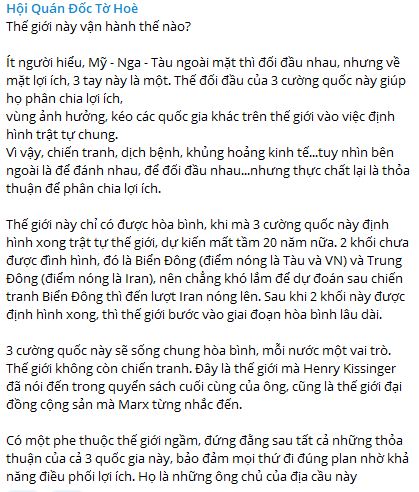 Hội Quán Đốc Tờ Hoè
Thế giới này vận hành thế nào?
Ít người hiểu, Mỹ - Nga - Tàu ngoài mặt thì đối đầu nhau, nhưng về
mặt lợi ích, 3 tay này là một. Thế đối đầu của 3 cường quốc này giúp
họ phân chia lợi ích,
vùng ảnh hưởng, kéo các quốc gia khác trên thế giới vào việc định
hình trật tự chung.
Vì vậy, chiến tranh, dịch bệnh, khủng hoảng kinh tế...tuy nhìn bên
ngoài là để đánh nhau, để đối đầu nhau...nhưng thực chất lại là thỏa
thuận để phân chia lợi ích.
Thế giới này chỉ có được hòa bình, khi mà 3 cường quốc này định
hình xong trật tự thế giới, dự kiến mất tầm 20 năm nữa. 2 khối chưa
được đình hình, đó là Biển Đông (điểm nóng là Tàu và VN) và Trung
Đông (điểm nóng là Iran), nên chẳng khó lắm để dự đoán sau chiến
tranh Biển Đông thì đến lượt Iran nóng lên. Sau khi 2 khối này được
định hình xong, thì thế giới bước vào giai đoạn hòa bình lâu dài.
3 cường quốc này sẽ sống chung hòa bình, mỗi nước một vai trò.
Thế giới không còn chiến tranh. Đây là thế giới mà Henry Kissinger
đã nói đến trong quyển sách cuối cùng của ông, cũng là thế giới đại
đồng cộng sản mà Marx từng nhắc đến.
Có một phe thuộc thế giới ngầm, đứng đằng sau tất cả những thỏa
thuận của cả 3 quốc gia này, bảo đảm mọi thứ đi đúng plan nhờ khả
năng điều phối lợi ích. Họ là những ông chủ của địa cầu này